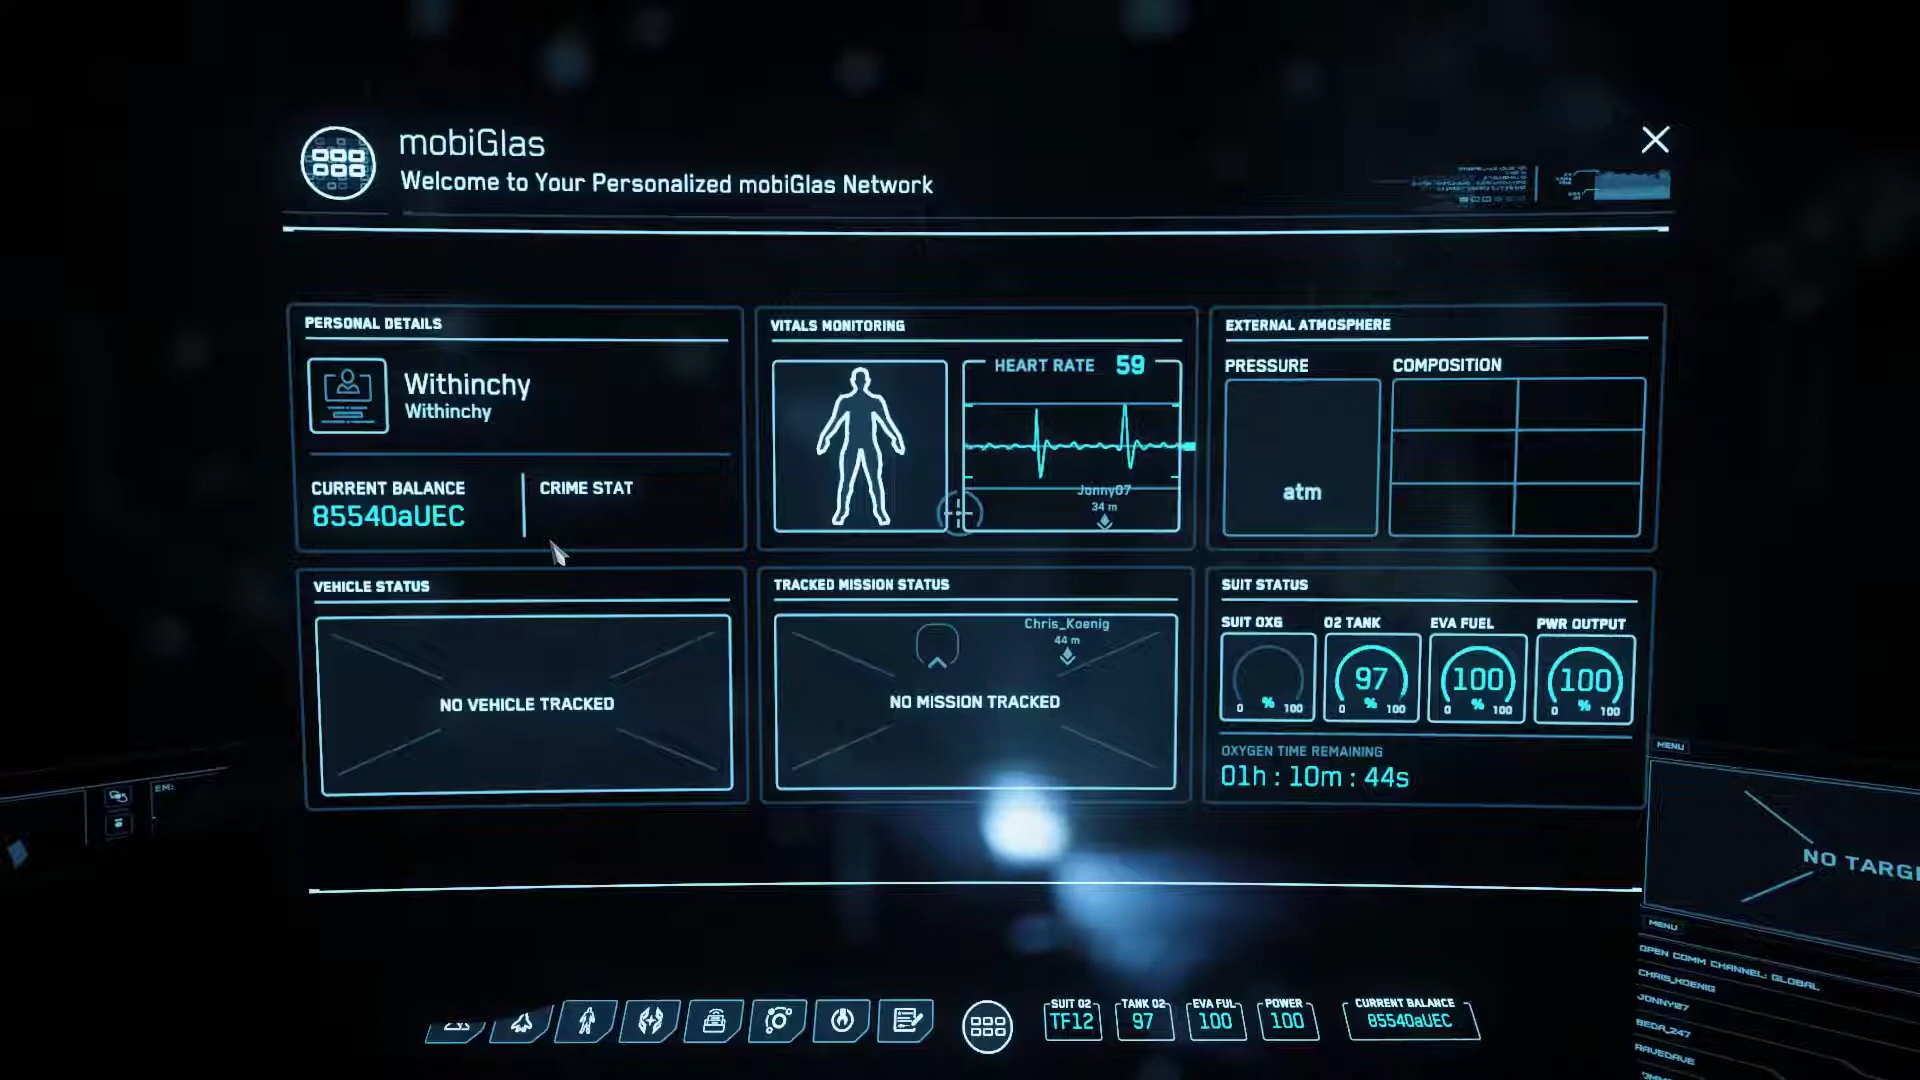 mobiGlas
Welcome to Your Personalized mobiGlas Network
PERSONAL DETAILS
Withinchy
Withinchy
CURRENT BALANCE
85540aUEC
CRIME STAT
VITALS MONITORING
HEART RATE 59
Jonny07
34 m
EXTERNAL ATMOSPHERE
PRESSURE
COMPOSITION
atm
VEHICLE STATUS
NO VEHICLE TRACKED
TRACKED MISSION STATUS
Chris_Koenig
44 m
NO MISSION TRACKED
SUIT STATUS
SUIT OXG
O2 TANK
EVA FUEL
PWR OUTPUT
0 % 100
97
0 % 100
100
0 % 100
100
0 % 100
OXYGEN TIME REMAINING
01h : 10m : 44s
EM:
MENU
NO TARGE
MENU
OPEN COMM CHANNEL: GLOBAL
CHRIS_KOENIG
JONNY07
BEDA_247
RAVEDAVE
SUIT O2
TF12
TANK O2
97
EVA FUL
100
POWER
100
CURRENT BALANCE
85540aUEC